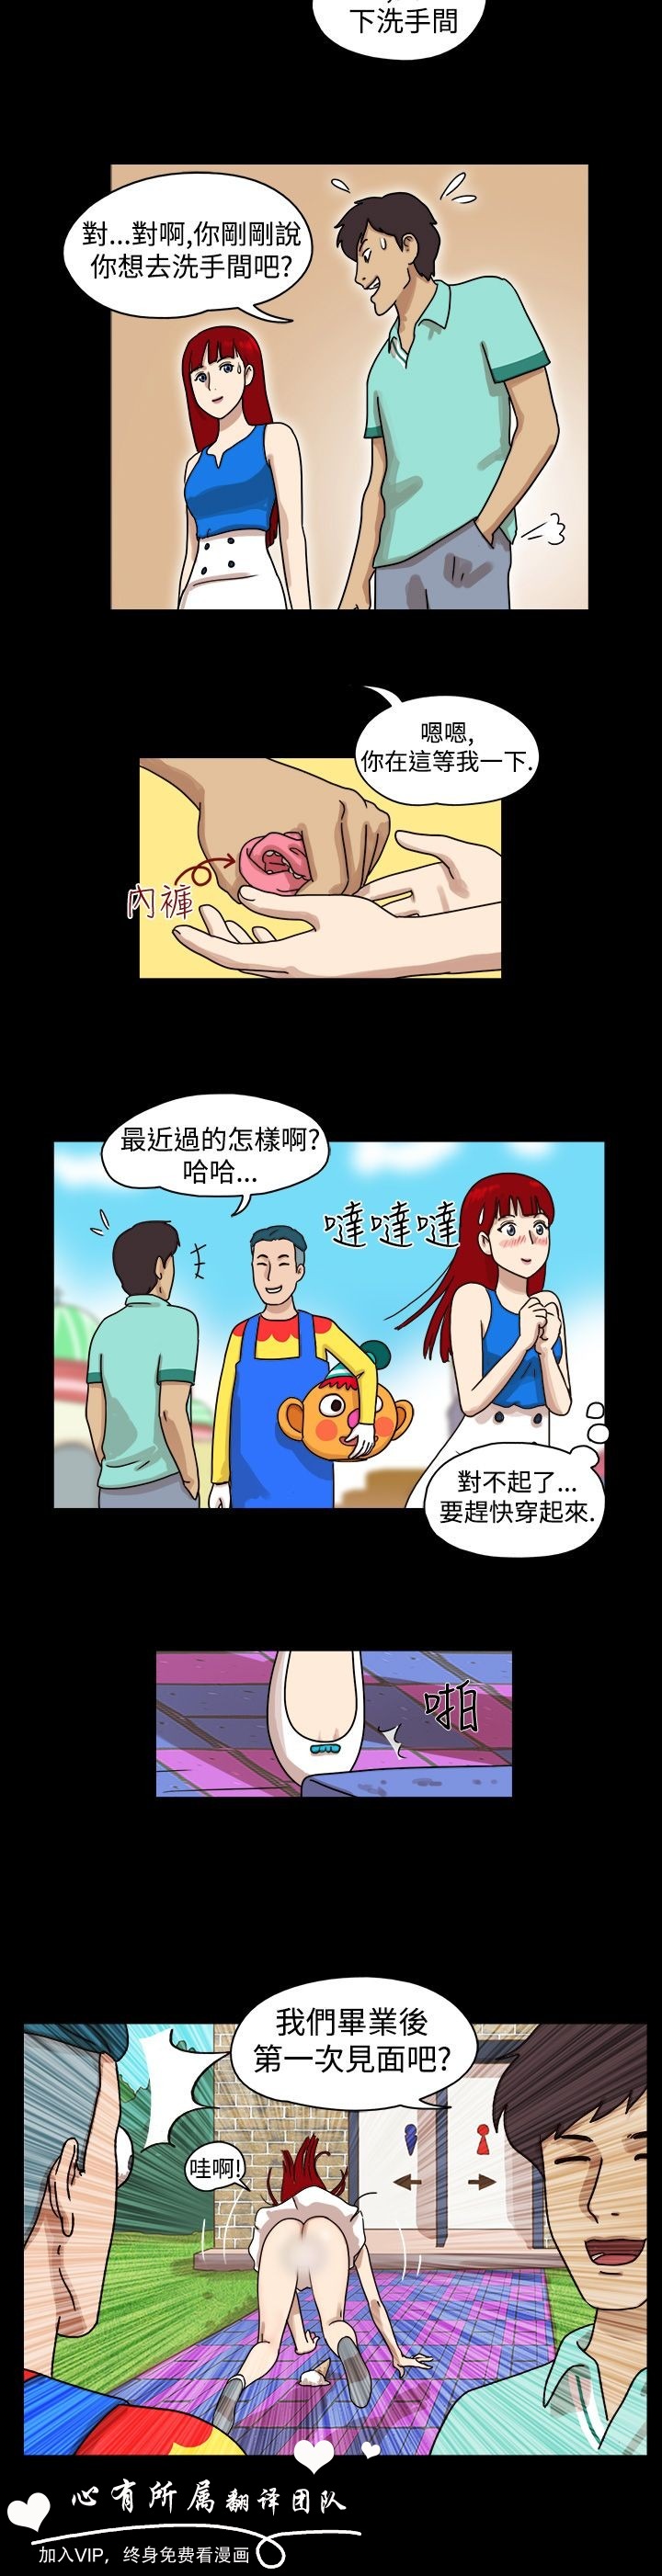 下洗手間
對...對啊,你剛剛說
你想去洗手間吧?
嗯嗯,
你在這等我一下.
內褲
最近過的怎樣啊?
哈哈...
噠噠噠
對不起了...
要趕快穿起來.
啪
我們畢業後
第一次見面吧?
哇啊!
心有所属翻译团队
加入VIP，终身免费看漫画